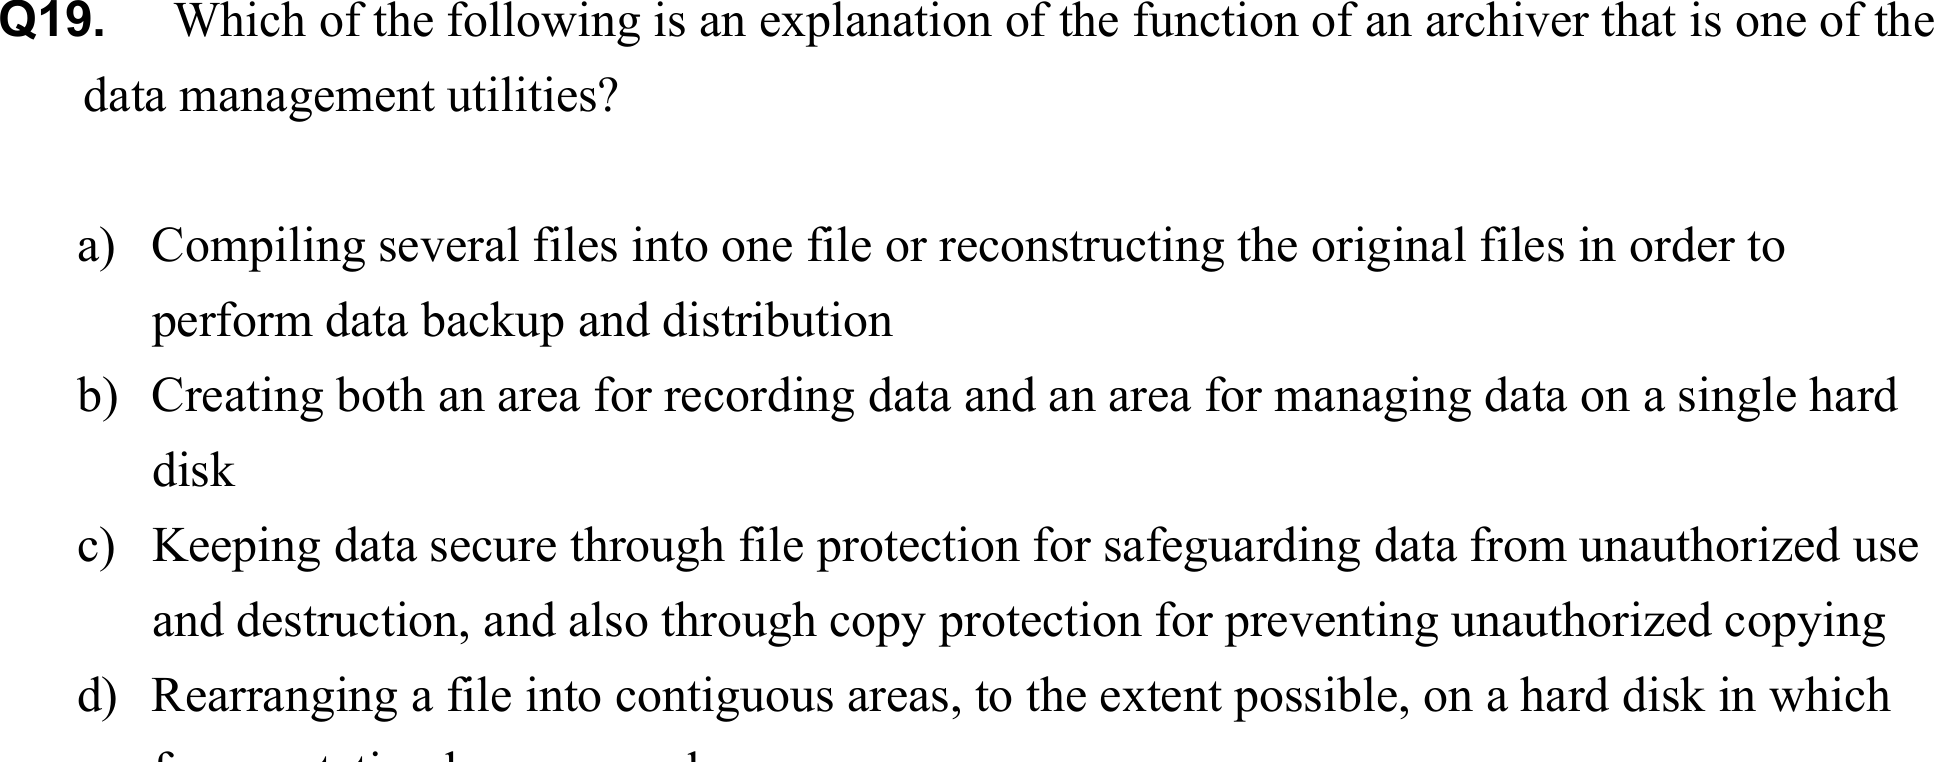 Q19. Which of the following is an explanation of the function of an archiver that is one of the
data management utilities?
a) Compiling several files into one file or reconstructing the original files in order to
perform data backup and distribution
b) Creating both an area for recording data and an area for managing data on a single hard
disk
c) Keeping data secure through file protection for safeguarding data from unauthorized use
and destruction, and also through copy protection for preventing unauthorized copying
d) Rearranging a file into contiguous areas, to the extent possible, on a hard disk in which